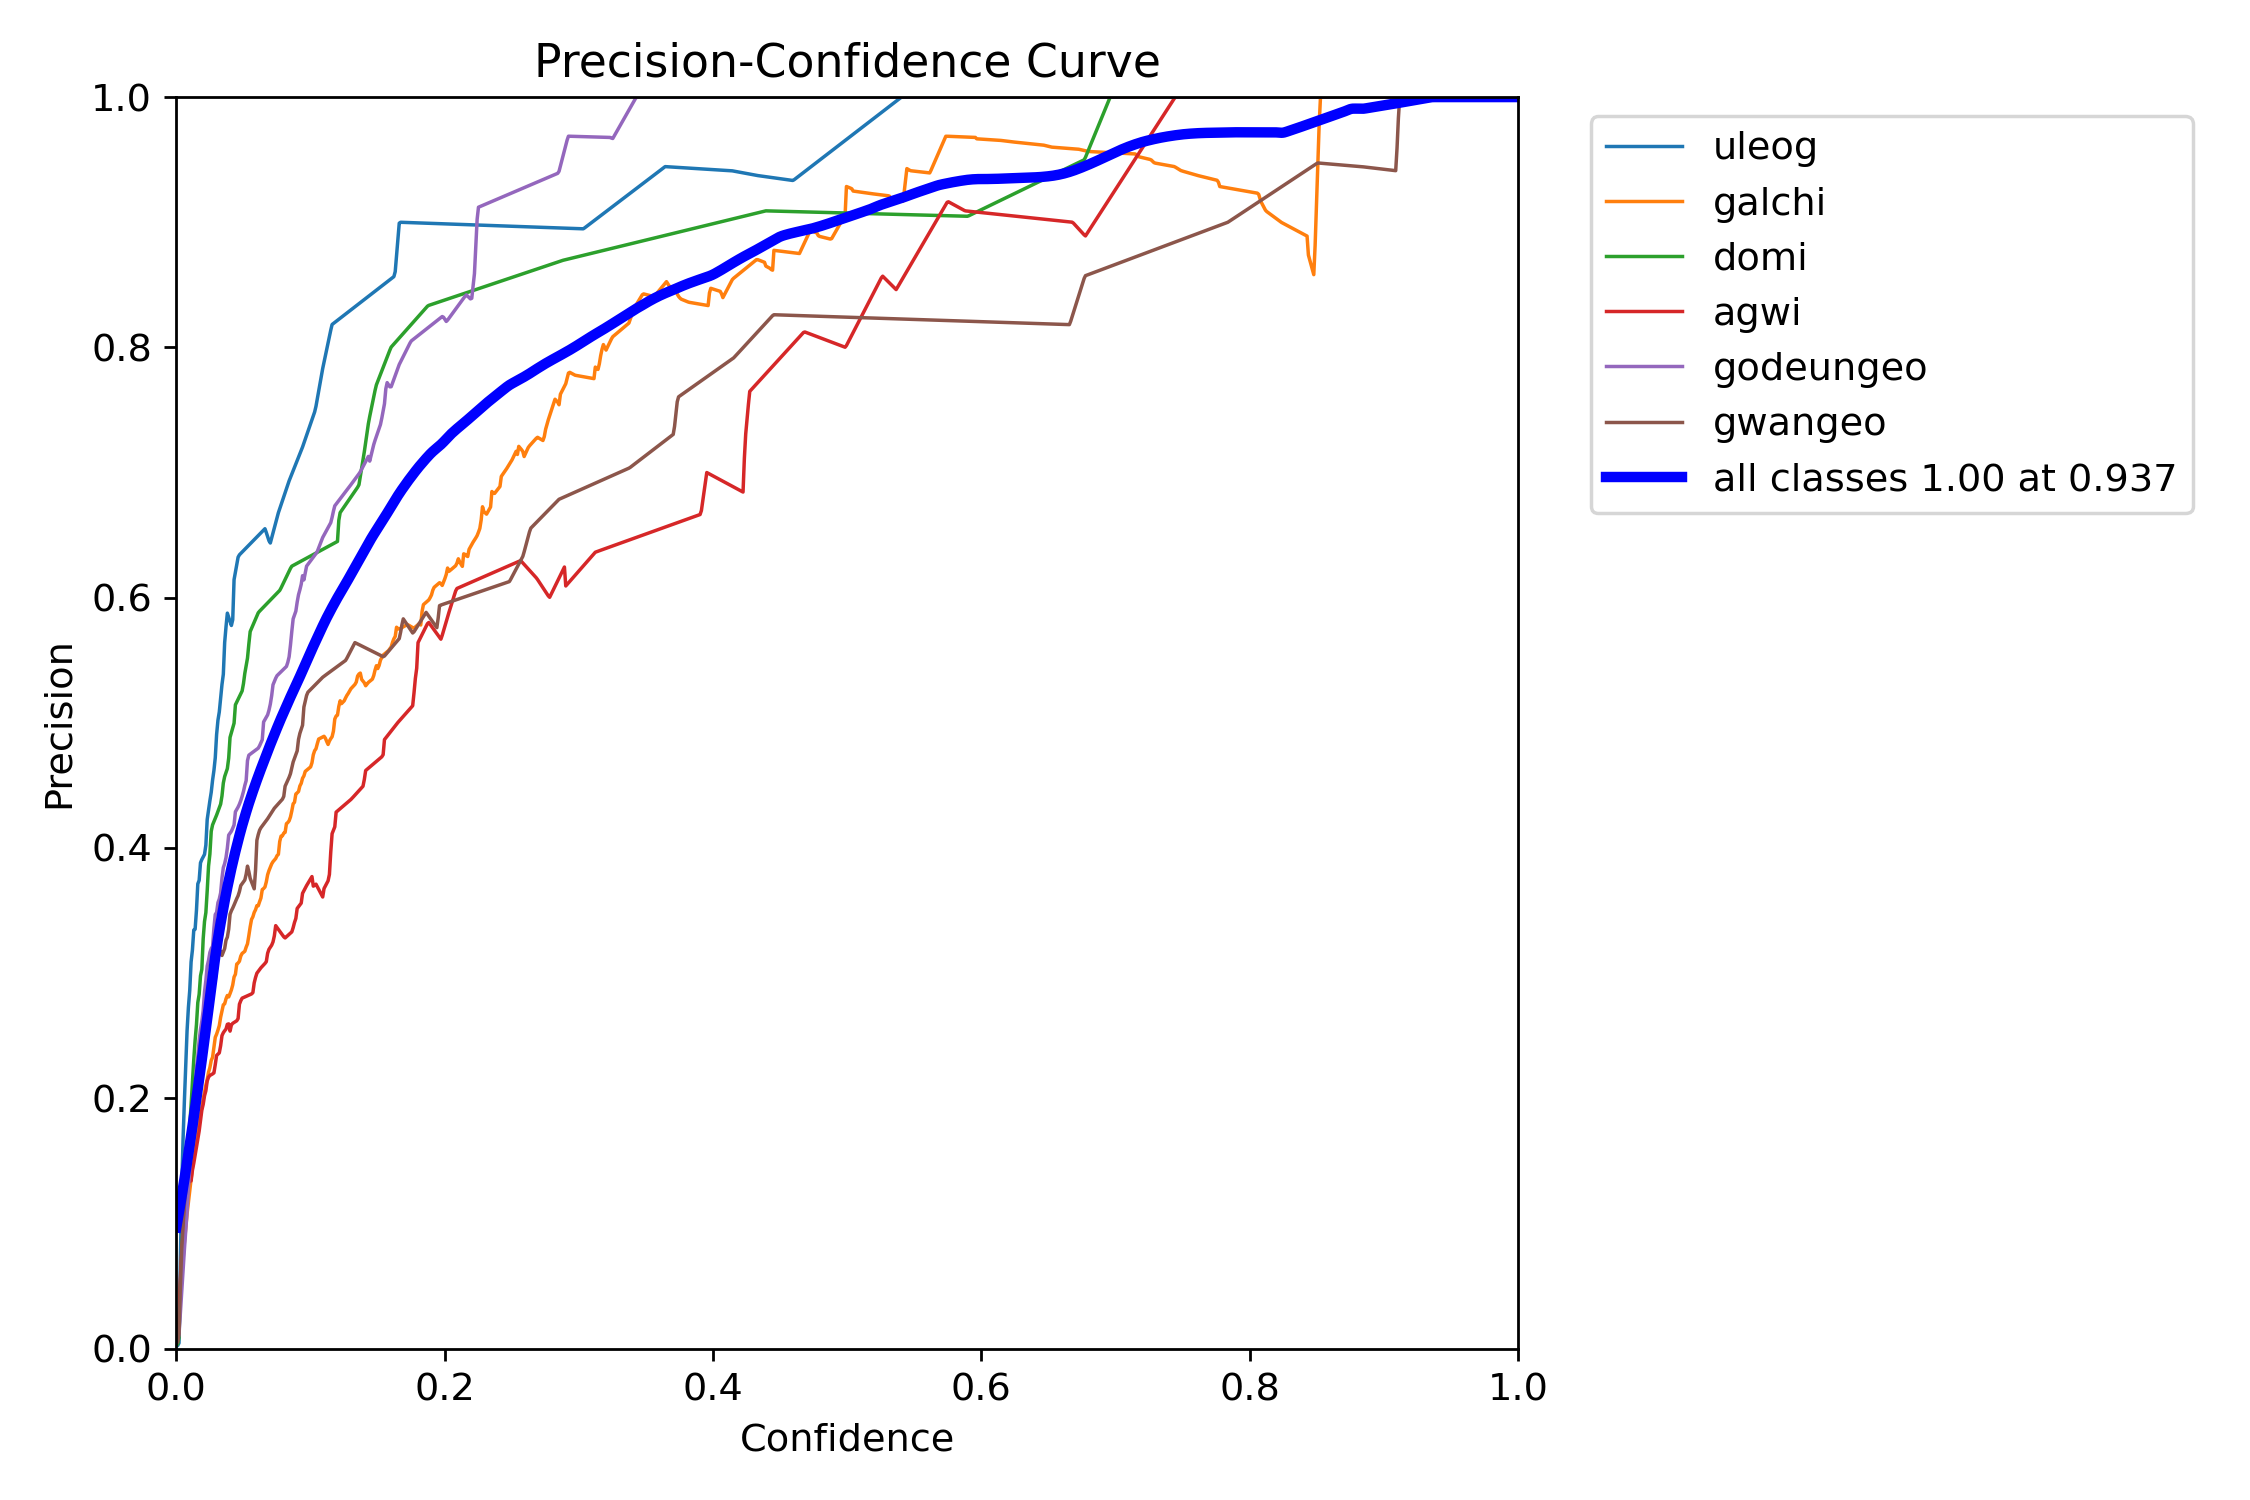 Precision-Confidence Curve
1.0
0.8
0.6
0.4
0.2
0.0
Precision
0.0 0.2 0.4 0.6 0.8 1.0
Confidence
uleog
galchi
domi
agwi
godeungeo
gwangeo
all classes 1.00 at 0.937